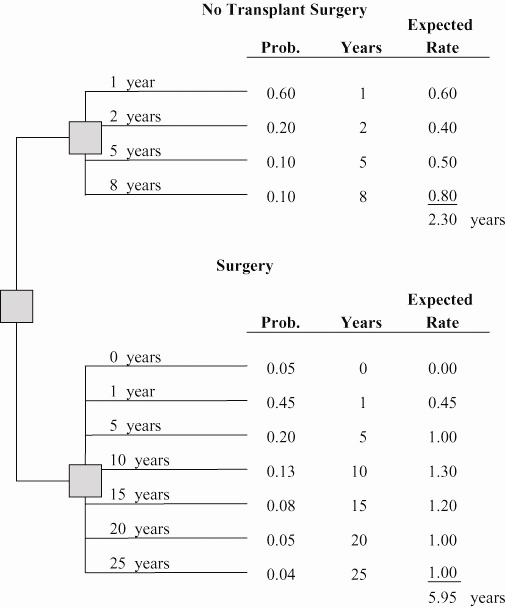 No Transplant Surgery
Expected
Prob. Years Rate
1 year 0.60 1 0.60
2 years 0.20 2 0.40
5 years 0.10 5 0.50
8 years 0.10 8 0.80
2.30 years
Surgery
Expected
Prob. Years Rate
0 years 0.05 0 0.00
1 year 0.45 1 0.45
5 years 0.20 5 1.00
10 years 0.13 10 1.30
15 years 0.08 15 1.20
20 years 0.05 20 1.00
25 years 0.04 25 1.00
5.95 years